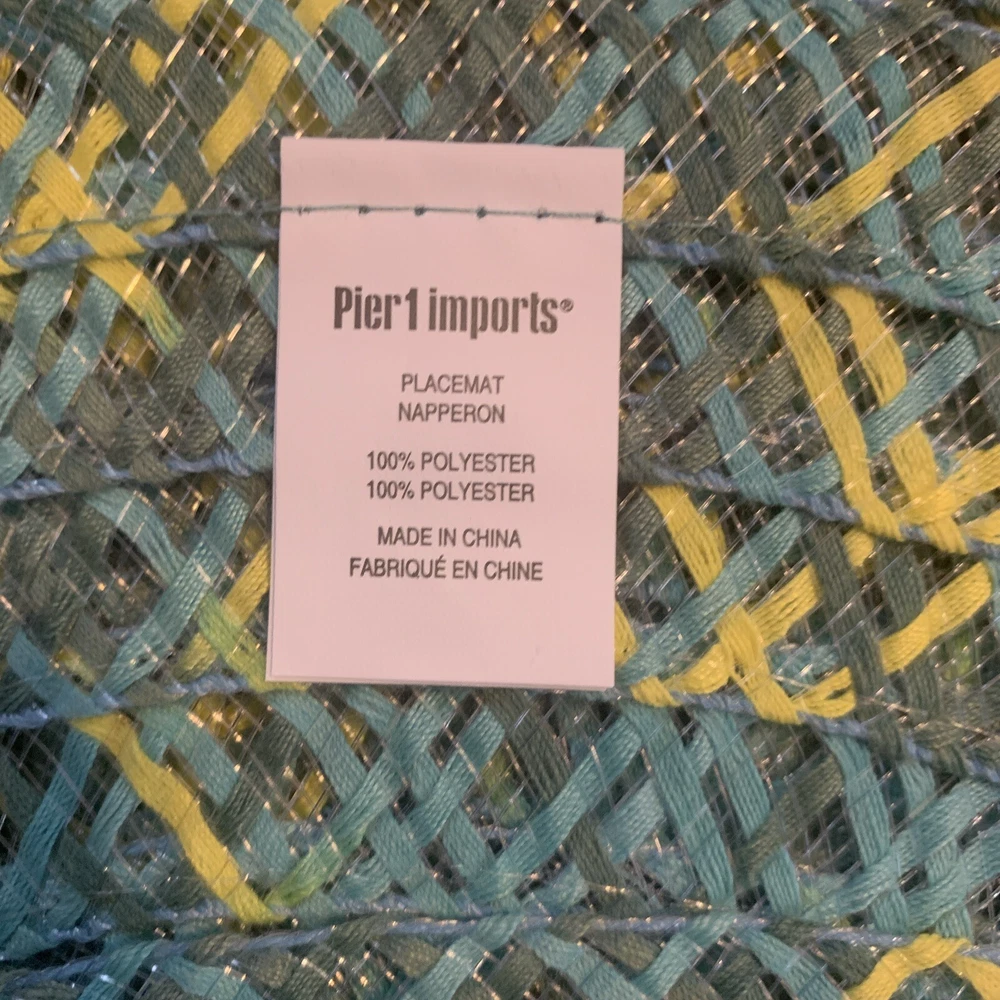 Pier1 imports®
PLACEMAT
NAPPERON
100% POLYESTER
100% POLYESTER
MADE IN CHINA
FABRIQUÉ EN CHINE